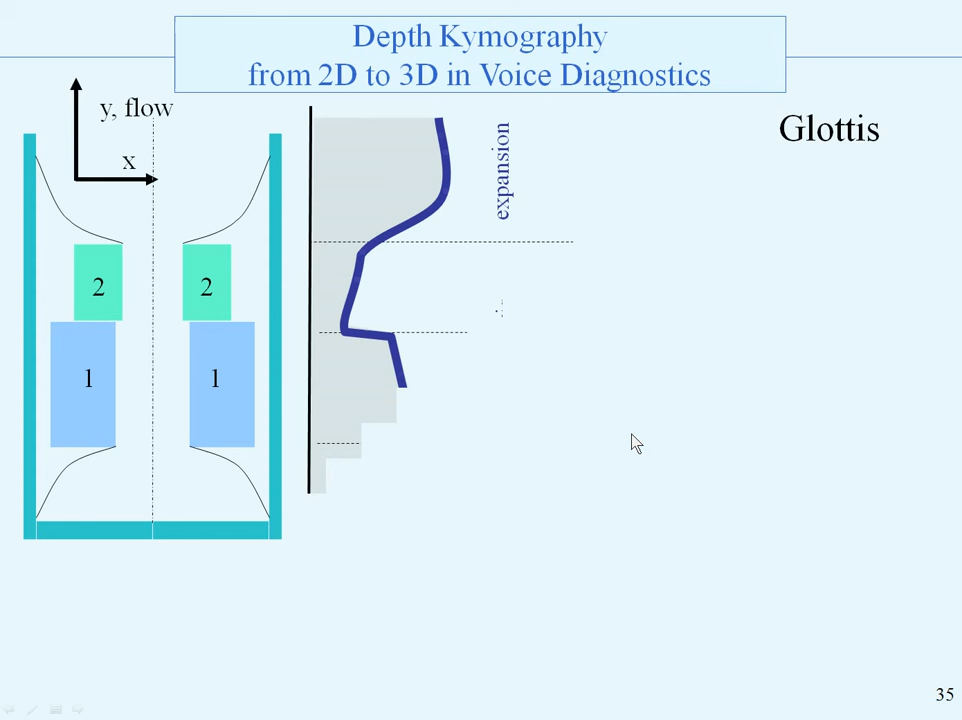 Depth Kymography
from 2D to 3D in Voice Diagnostics
y, flow
x
expansion
Glottis
2
2
1
1
35